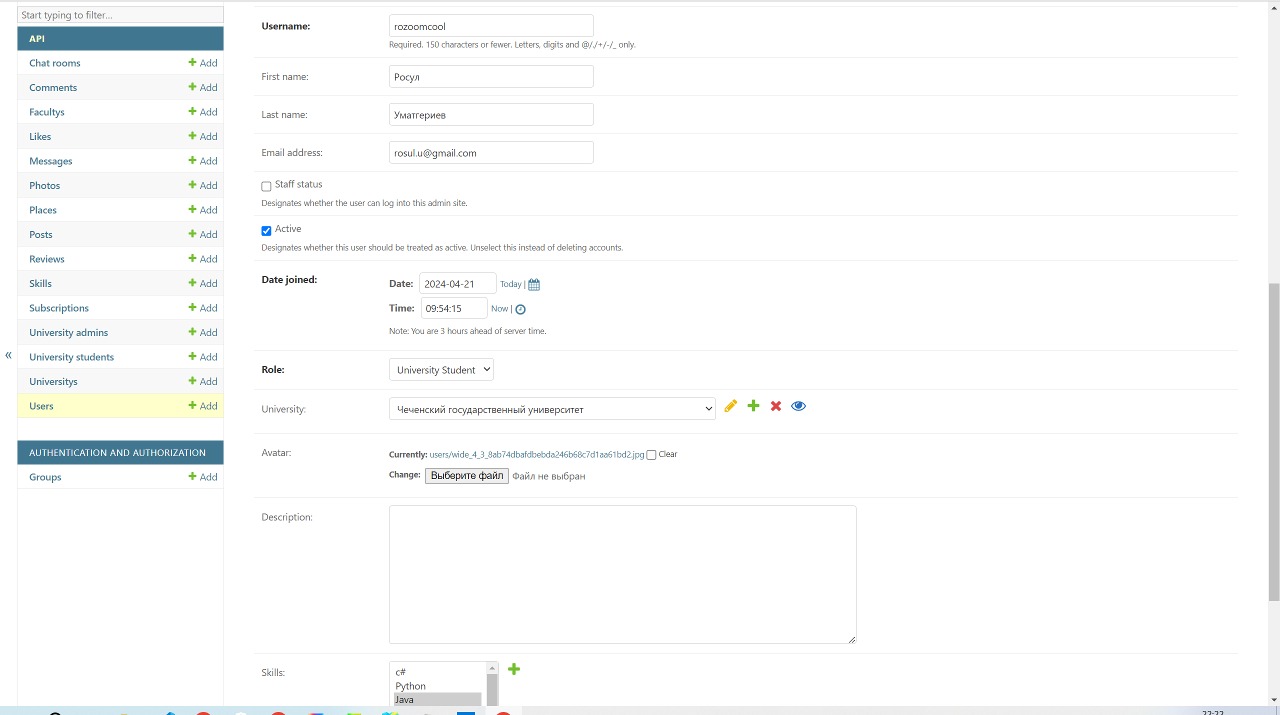 Start typing to filter...
API
Chat rooms + Add
Comments + Add
Facultys + Add
Likes + Add
Messages + Add
Photos + Add
Places + Add
Posts + Add
Reviews + Add
Skills + Add
Subscriptions + Add
University admins + Add
University students + Add
Universitys + Add
Users + Add
AUTHENTICATION AND AUTHORIZATION
Groups + Add
«
Username: rozoomcool
Required. 150 characters or fewer. Letters, digits and @/./+/-/_ only.
First name: Росул
Last name: Уматгериев
Email address: rosul.u@gmail.com
Staff status
Designates whether the user can log into this admin site.
Active
Designates whether this user should be treated as active. Unselect this instead of deleting accounts.
Date joined: Date: 2024-04-21 Today |
Time: 09:54:15 Now |
Note: You are 3 hours ahead of server time.
Role: University Student
University: Чеченский государственный университет
Avatar: Currently: users/wide_4_3_8ab74dbafdbebda246b68c7d1aa61bd2.jpg Clear
Change: Выберите файл Файл не выбран
Description:
Skills: c#
Python
Java